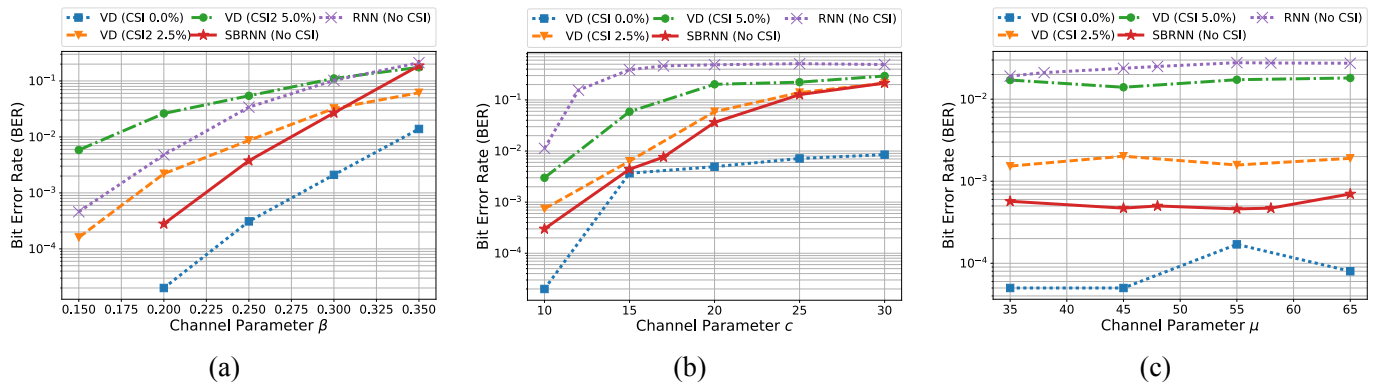 VD (CSI 0.0%) VD (CSI2 5.0%) RNN (No CSI)
VD (CSI2 2.5%) SBRNN (No CSI)
Bit Error Rate (BER)
10⁻¹
10⁻²
10⁻³
10⁻⁴
0.150 0.175 0.200 0.225 0.250 0.275 0.300 0.325 0.350
Channel Parameter β
(a)
VD (CSI 0.0%) VD (CSI 5.0%) RNN (No CSI)
VD (CSI 2.5%) SBRNN (No CSI)
Bit Error Rate (BER)
10⁻¹
10⁻²
10⁻³
10⁻⁴
10 15 20 25 30
Channel Parameter c
(b)
VD (CSI 0.0%) VD (CSI 5.0%) RNN (No CSI)
VD (CSI 2.5%) SBRNN (No CSI)
Bit Error Rate (BER)
10⁻²
10⁻³
10⁻⁴
35 40 45 50 55 60 65
Channel Parameter μ
(c)